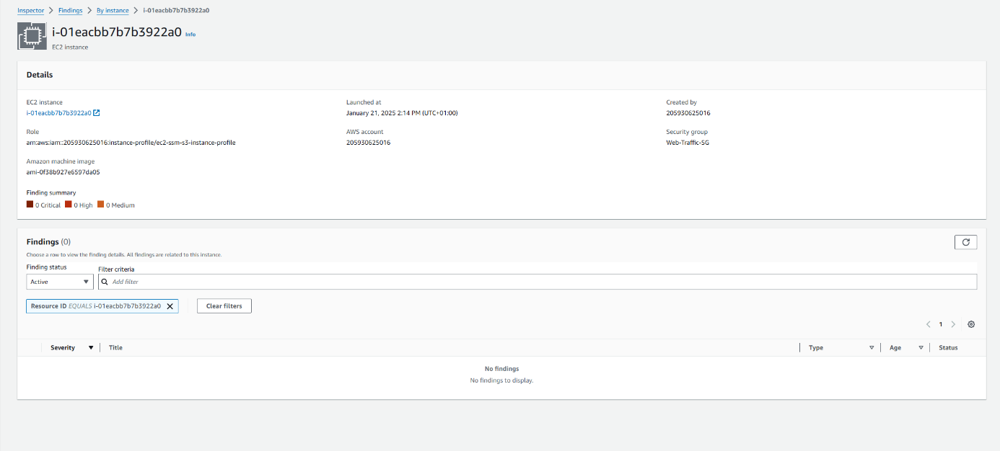 Inspector > Findings > By instance > i-01eacbb7b7b3922a0
i-01eacbb7b7b3922a0 Info
EC2 instance
Details
EC2 instance
i-01eacbb7b7b3922a0
Launched at
January 21, 2025 2:14 PM (UTC+01:00)
Created by
205930625016
Role
arn:aws:iam::205930625016:instance-profile/ec2-ssm-s3-instance-profile
AWS account
205930625016
Security group
Web-Traffic-SG
Amazon machine image
ami-0f38b927e6597da05
Finding summary
0 Critical 0 High 0 Medium
Findings (0)
Choose a row to view the finding details. All findings are related to this instance.
Finding status
Filter criteria
Active
Add filter
Resource ID EQUALS i-01eacbb7b7b3922a0
Clear filters
1
Severity Title Type Age Status
No findings
No findings to display.